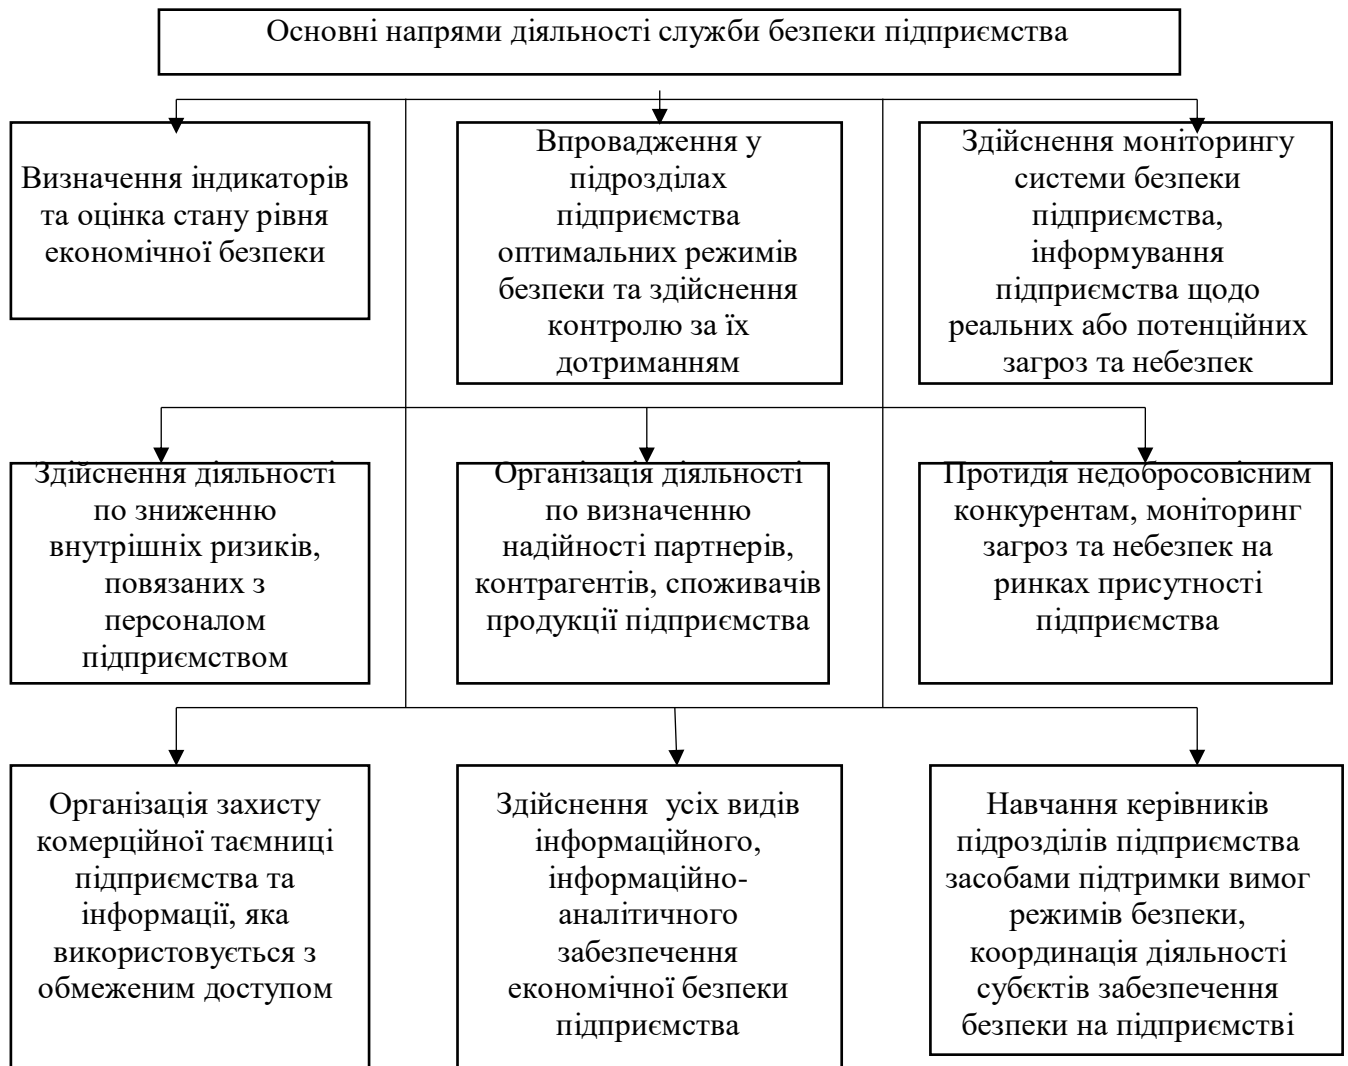 Основні напрями діяльності служби безпеки підприємства
Визначення індикаторів
та оцінка стану рівня
економічної безпеки
Впровадження у
підрозділах
підприємства
оптимальних режимів
безпеки та здійснення
контролю за їх
дотриманням
Здійснення моніторингу
системи безпеки
підприємства,
інформування
підприємства щодо
реальних або потенційних
загроз та небезпек
Здійснення діяльності
по зниженню
внутрішніх ризиків,
повязаних з
персоналом
підприємством
Організація діяльності
по визначенню
надійності партнерів,
контрагентів, споживачів
продукції підприємства
Протидія недобросовісним
конкурентам, моніторинг
загроз та небезпек на
ринках присутності
підприємства
Організація захисту
комерційної таємниці
підприємства та
інформації, яка
використовується з
обмеженим доступом
Здійснення усіх видів
інформаційного,
інформаційно-
аналітичного
забезпечення
економічної безпеки
підприємства
Навчання керівників
підрозділів підприємства
засобами підтримки вимог
режимів безпеки,
координація діяльності
субєктів забезпечення
безпеки на підприємстві